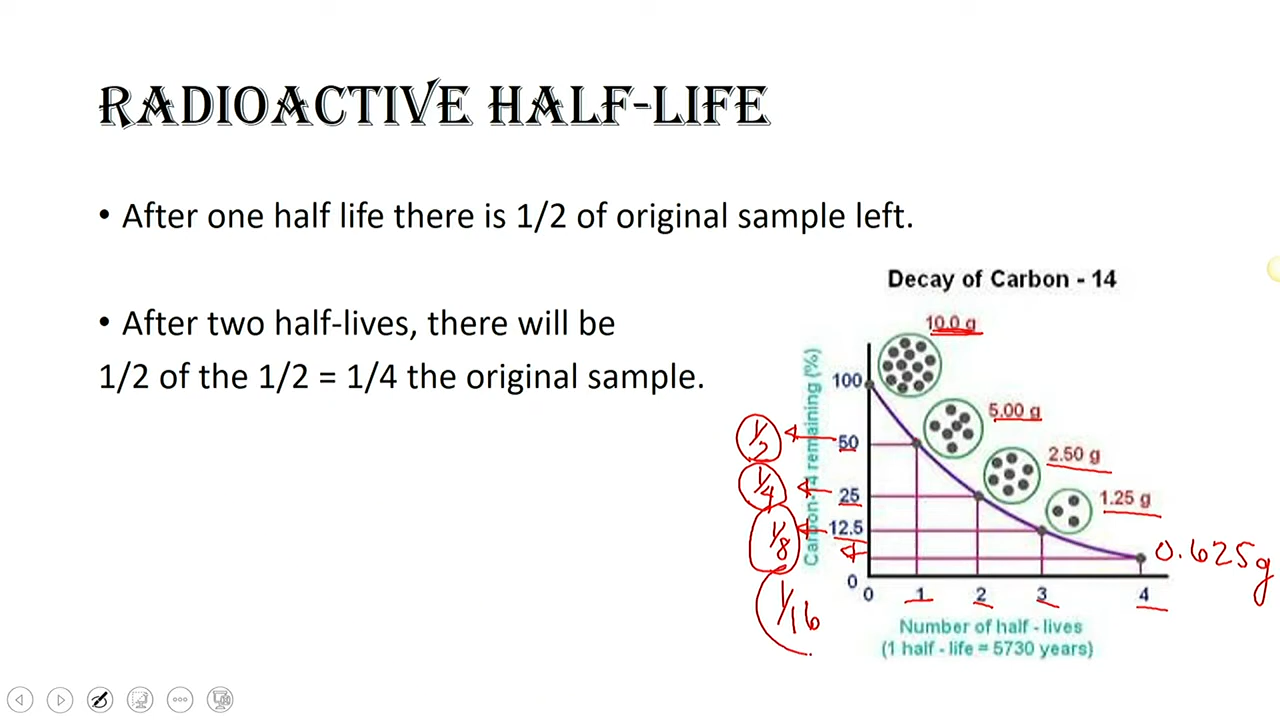 RADIOACTIVE HALF-LIFE
• After one half life there is 1/2 of original sample left.
• After two half-lives, there will be
1/2 of the 1/2 = 1/4 the original sample.
Decay of Carbon - 14
10.0 g
5.00 g
2.50 g
1.25 g
0.625g
Carbon-14 remaining (%)
100
50
25
12.5
0
1/2
1/4
1/8
1/16
0 1 2 3 4
Number of half - lives
(1 half - life = 5730 years)